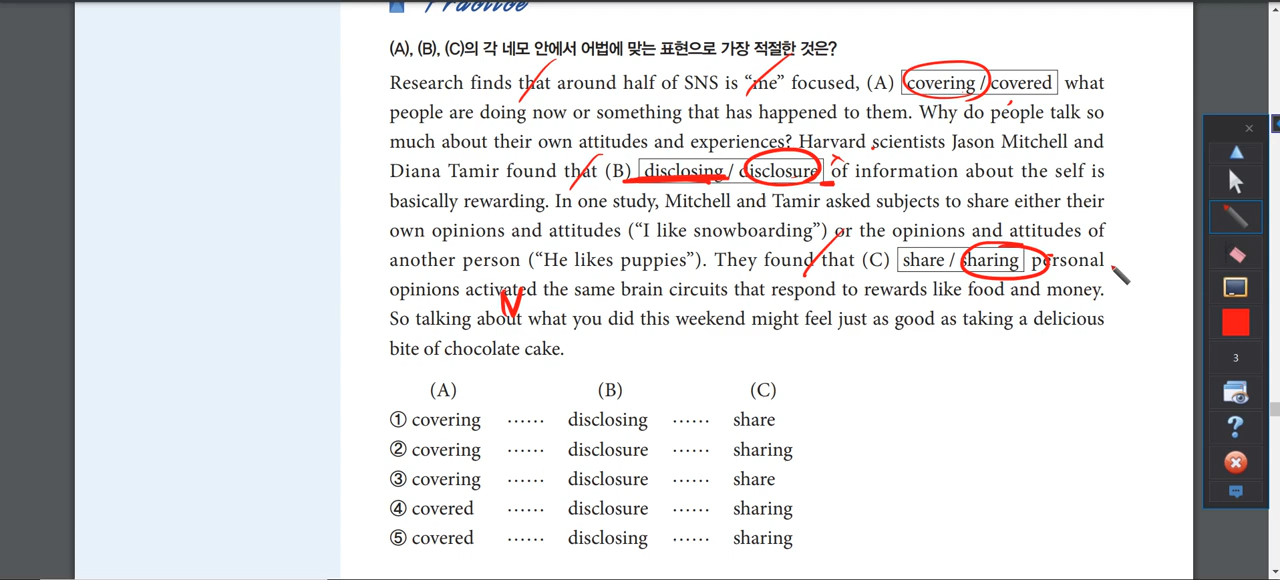 Practice
(A), (B), (C)의 각 네모 안에서 어법에 맞는 표현으로 가장 적절한 것은?
Research finds that around half of SNS is “me” focused, (A) covering / covered what
people are doing now or something that has happened to them. Why do people talk so
much about their own attitudes and experiences? Harvard scientists Jason Mitchell and
Diana Tamir found that (B) disclosing / disclosure of information about the self is
basically rewarding. In one study, Mitchell and Tamir asked subjects to share either their
own opinions and attitudes (“I like snowboarding”) or the opinions and attitudes of
another person (“He likes puppies”). They found that (C) share / sharing personal
opinions activated the same brain circuits that respond to rewards like food and money.
N
So talking about what you did this weekend might feel just as good as taking a delicious
bite of chocolate cake.
(A) (B) (C)
① covering ······ disclosing ······ share
② covering ······ disclosure ······ sharing
③ covering ······ disclosure ······ share
④ covered ······ disclosure ······ sharing
⑤ covered ······ disclosing ······ sharing
3